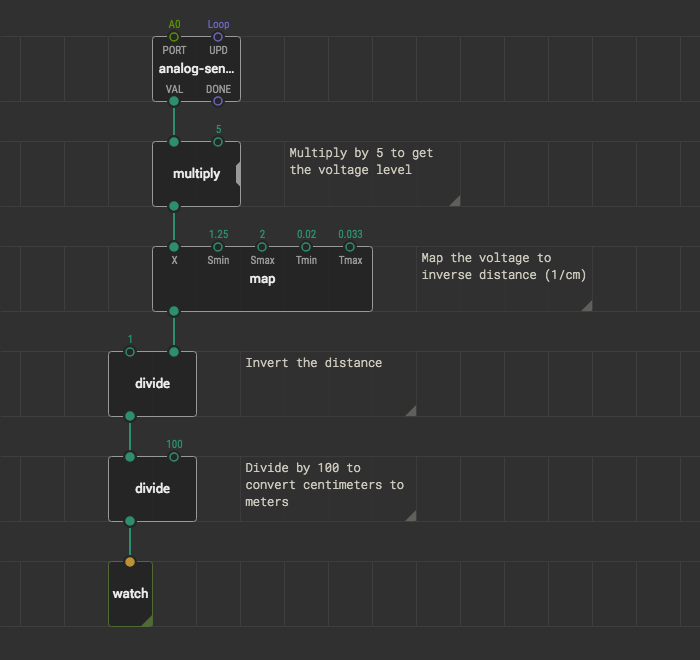 A0 Loop
PORT UPD
analog-sen...
VAL DONE
5
multiply
Multiply by 5 to get
the voltage level
1.25 2 0.02 0.033
X Smin Smax Tmin Tmax
map
Map the voltage to
inverse distance (1/cm)
1
divide
Invert the distance
100
divide
Divide by 100 to
convert centimeters to
meters
watch